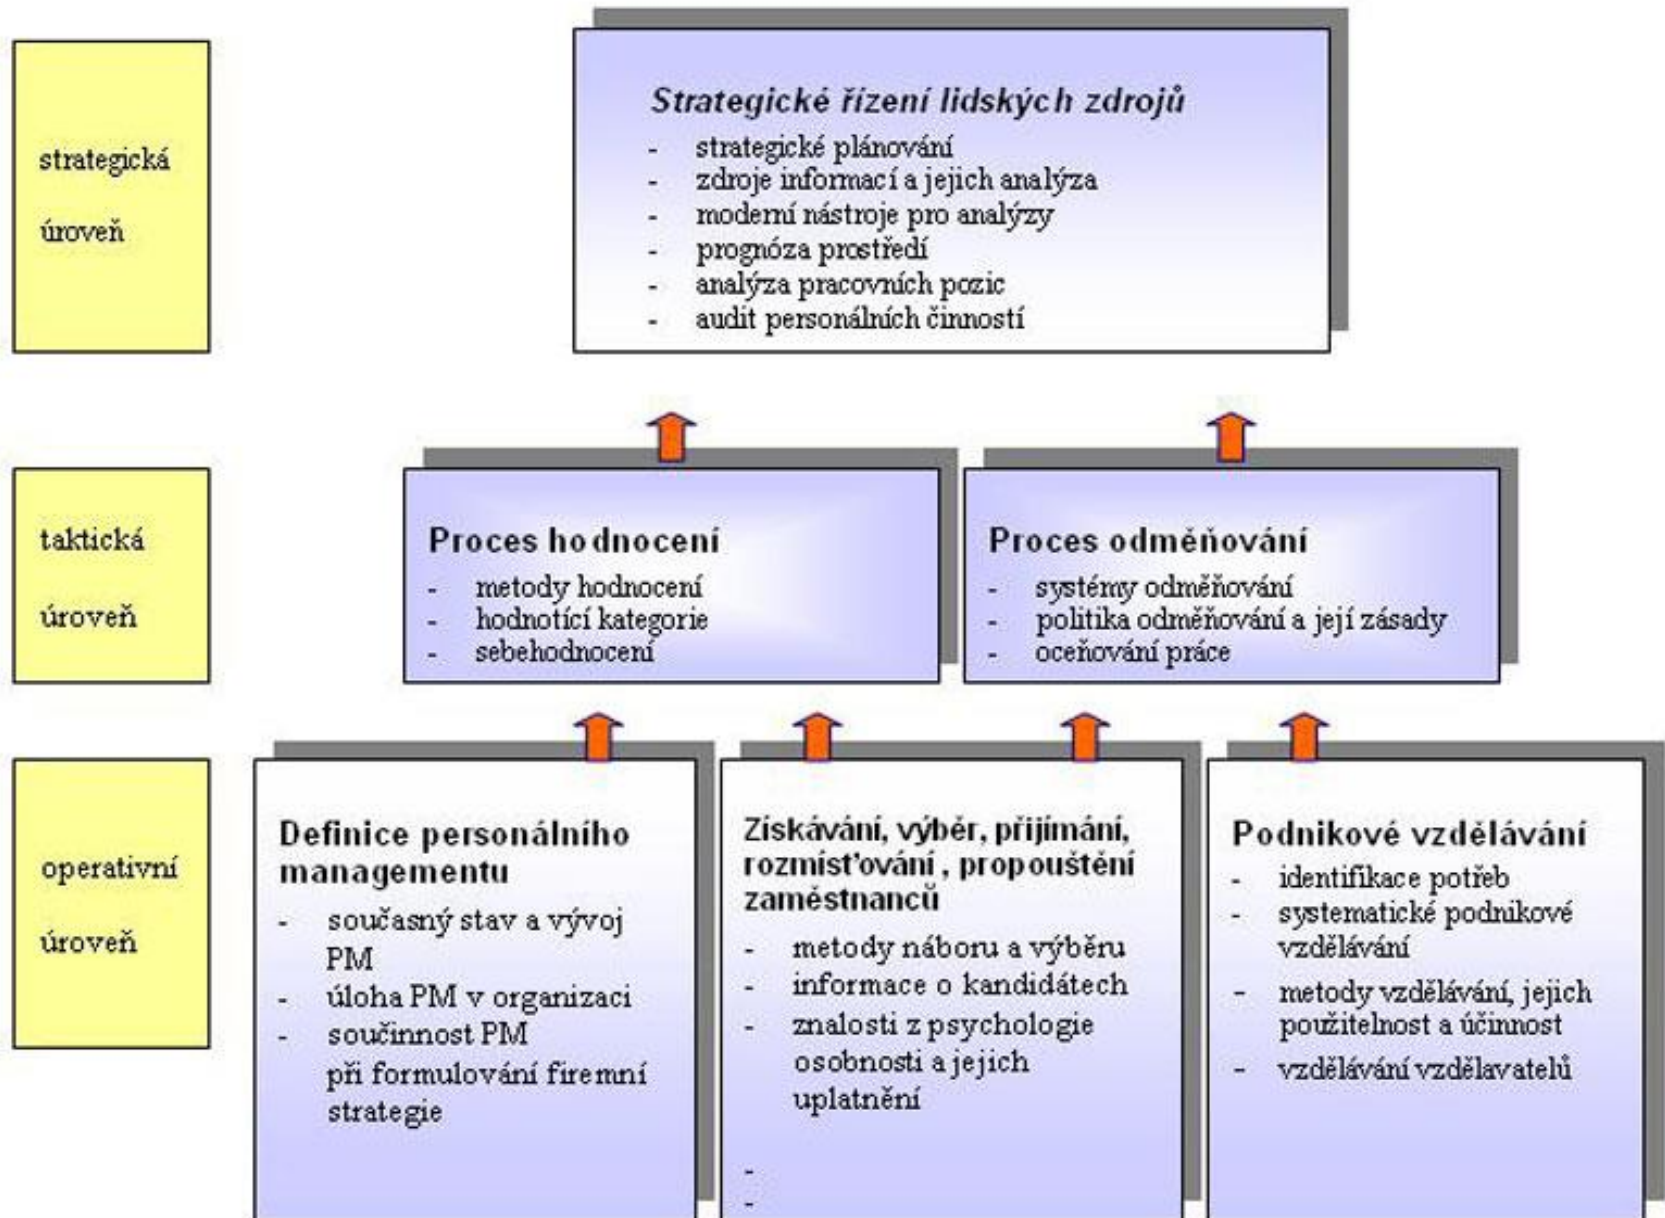 strategická
úroveň
Strategické řízení lidských zdrojů
- strategické plánování
- zdroje informací a jejich analýza
- moderní nástroje pro analýzy
- prognóza prostředí
- analýza pracovních pozic
- audit personálních činností
taktická
úroveň
Proces hodnocení
- metody hodnocení
- hodnotící kategorie
- sebehodnocení
Proces odměňování
- systémy odměňování
- politika odměňování a její zásady
- oceňování práce
operativní
úroveň
Definice personálního
managementu
- současný stav a vývoj
PM
- úloha PM v organizaci
- součinnost PM
při formulování firemní
strategie
Získávání, výběr, přijímání,
rozmísťování , propouštění
zaměstnanců
- metody náboru a výběru
- informace o kandidátech
- znalosti z psychologie
osobnosti a jejich
uplatnění
-
-
Podnikové vzdělávání
- identifikace potřeb
- systematické podnikové
vzdělávání
- metody vzdělávání, jejich
použitelnost a účinnost
- vzdělávání vzdělavatelů